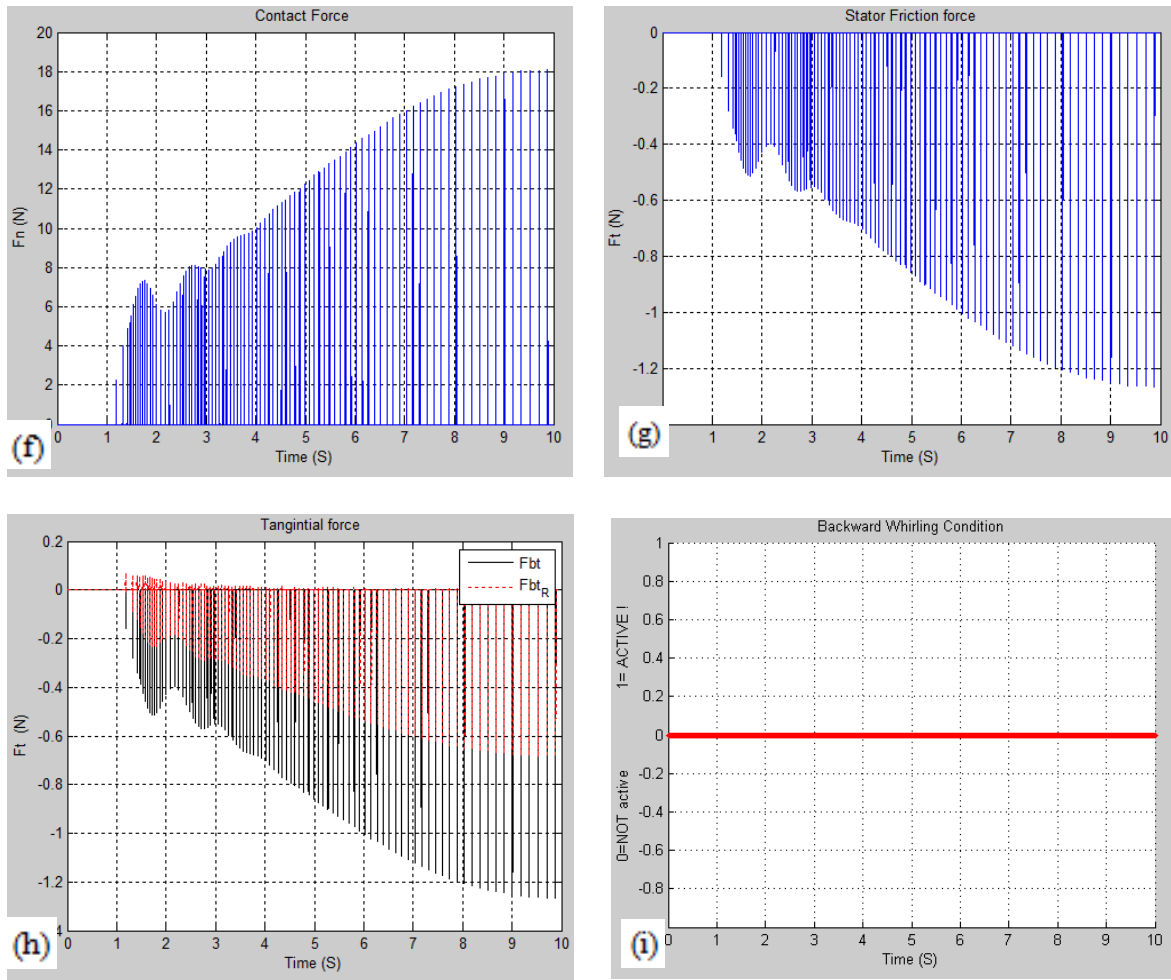 Contact Force
20
18
16
14
12
10
8
6
4
2
Fn (N)
0 1 2 3 4 5 6 7 8 9 10
Time (S)
(f)
Stator Friction force
0
-0.2
-0.4
-0.6
-0.8
-1
-1.2
Ft (N)
1 2 3 4 5 6 7 8 9 10
Time (S)
(g)
Tangintial force
0.2
0
-0.2
-0.4
-0.6
-0.8
-1
-1.2
Ft (N)
Fbt
Fbt_R
0 1 2 3 4 5 6 7 8 9 10
Time (S)
(h)
Backward Whirling Condition
1
0.8
0.6
0.4
0.2
0
-0.2
-0.4
-0.6
-0.8
0=NOT active 1= ACTIVE !
0 1 2 3 4 5 6 7 8 9 10
Time (S)
(i)